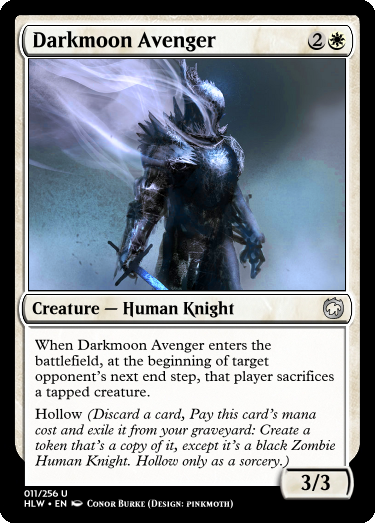 Darkmoon Avenger 2
Creature — Human Knight
When Darkmoon Avenger enters the
battlefield, at the beginning of target
opponent's next end step, that player sacrifices
a tapped creature.
Hollow (Discard a card, Pay this card's mana
cost and exile it from your graveyard: Create a
token that's a copy of it, except it's a black Zombie
Human Knight. Hollow only as a sorcery.)
3/3
011/256 U
HLW • EN Conor Burke (Design: pinkmoth)